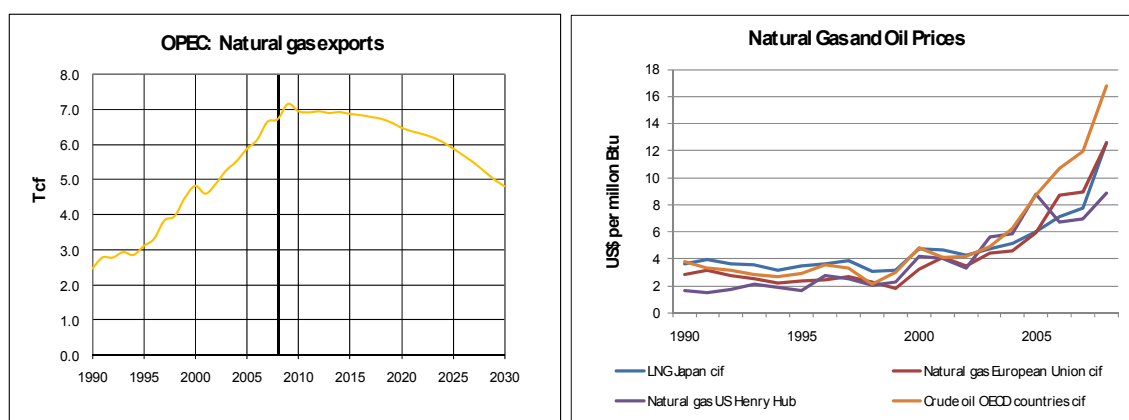 OPEC: Natural gas exports
8.0
7.0
6.0
5.0
4.0
3.0
2.0
1.0
0.0
Tcf
1990 1995 2000 2005 2010 2015 2020 2025 2030
Natural Gas and Oil Prices
18
16
14
12
10
8
6
4
2
0
US$ per millon Btu
1990 1995 2000 2005
LNG Japan cif Natural gas European Union cif
Natural gas US Henry Hub Crude oil OECD countries cif